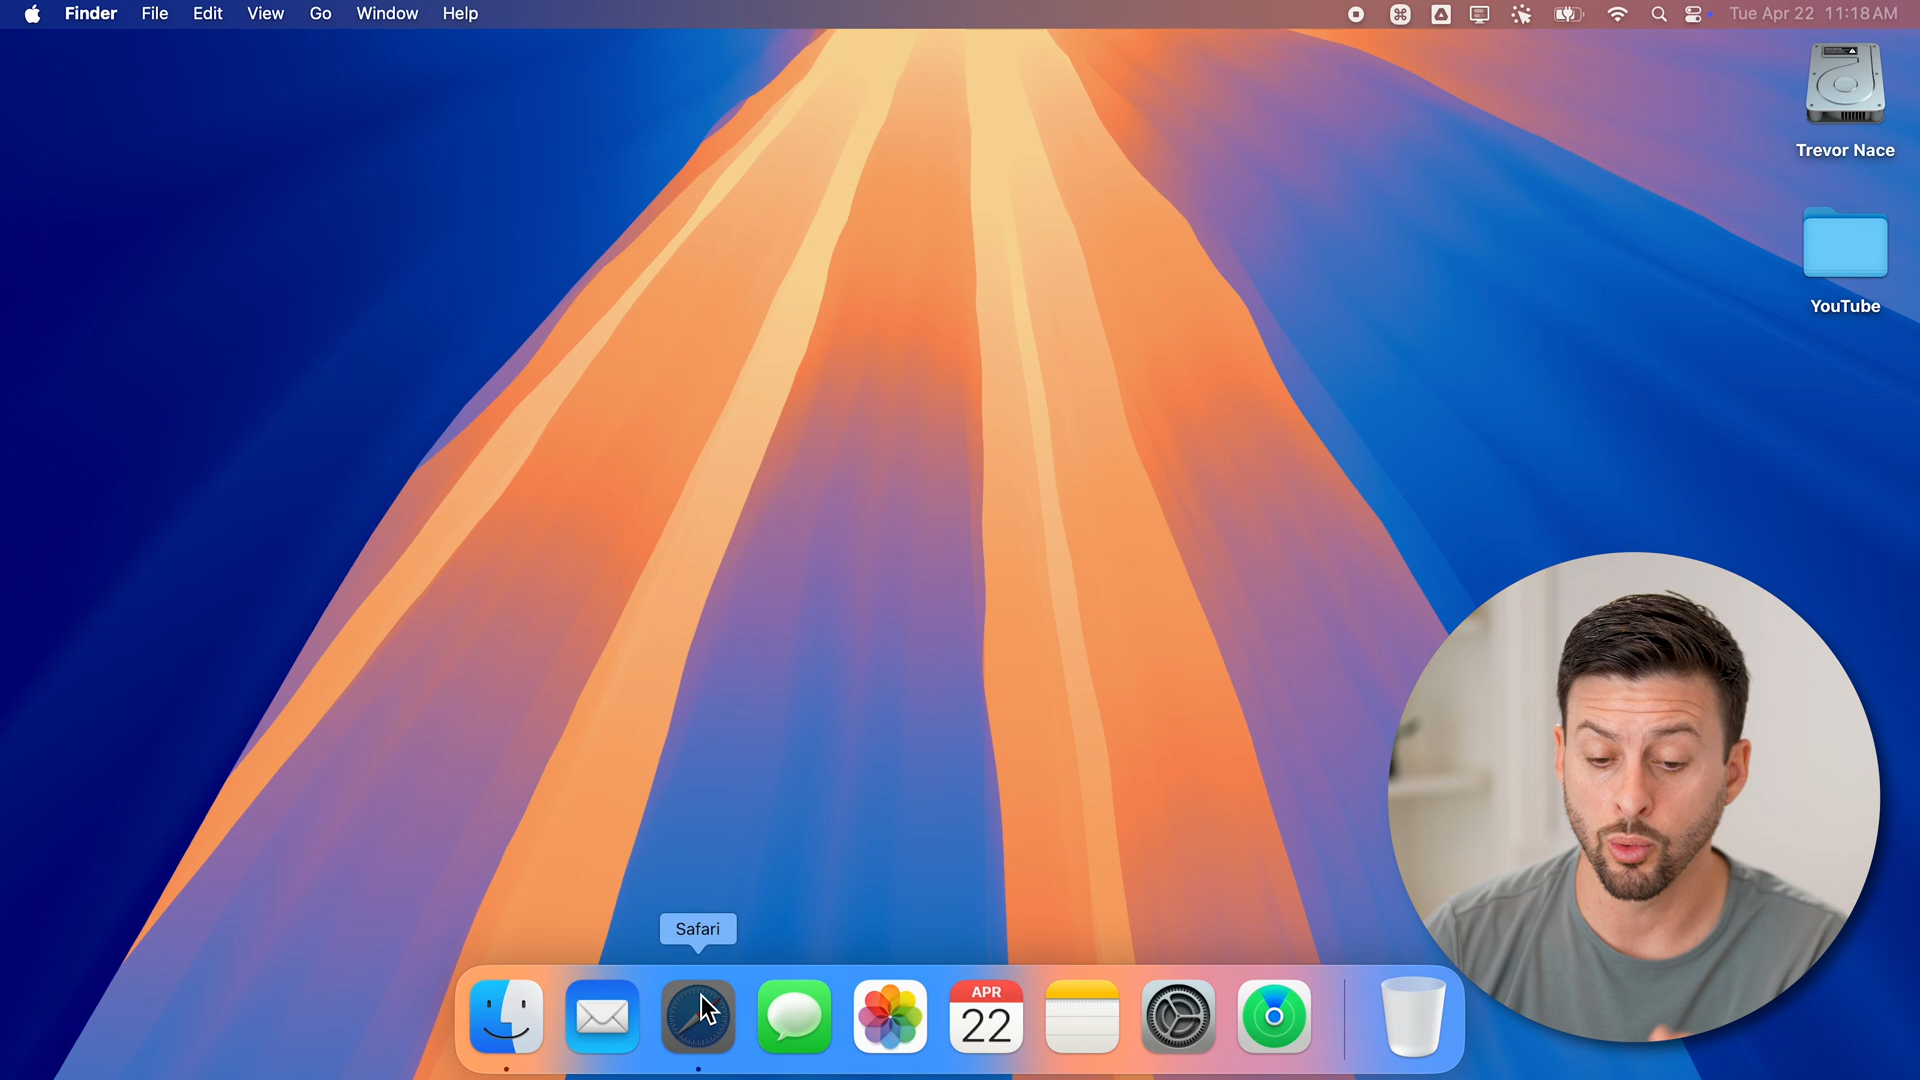 Finder File Edit View Go Window Help
Tue Apr 22 11:18 AM
Trevor Nace
YouTube
Safari
APR
22